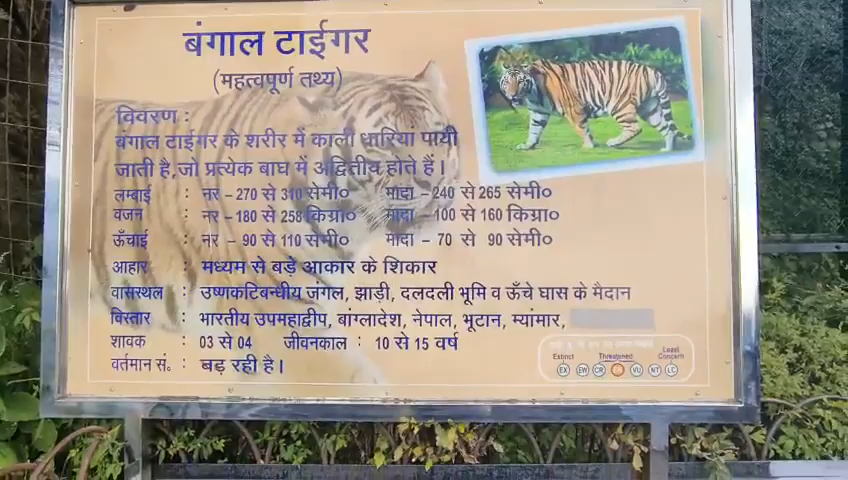 बंगाल टाईगर
(महत्वपूर्ण तथ्य)
विवरण :
बंगाल टाईगर के शरीर में काली धारियां पायी
जाती है, जो प्रत्येक बाघ में अद्वितीय होते हैं।
लम्बाई : नर – 270 से 310 सेमी० मादा – 240 से 265 सेमी०
वजन : नर – 180 से 258 किग्रा० मादा – 100 से 160 किग्रा०
ऊँचाई : नर – 90 से 110 सेमी० मादा – 70 से 90 सेमी०
आहार : मध्यम से बड़े आकार के शिकार
वासस्थल : उष्णकटिबन्धीय जंगल, झाड़ी, दलदली भूमि व ऊँचे घास के मैदान
विस्तार : भारतीय उपमहाद्वीप, बांग्लादेश, नेपाल, भूटान, म्यांमार,
शावक : 03 से 04 जीवनकाल : 10 से 15 वर्ष
वर्तमान सं० : बढ़ रही है।
Extinct Threatened Least Concern
EX EW CR EN VU NT LC